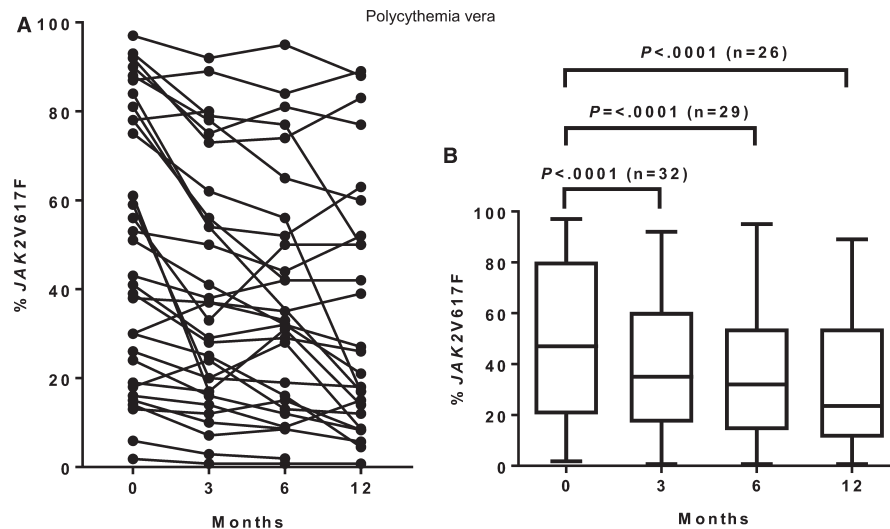 Polycythemia vera
A
100
80
60
40
20
0
% JAK2V617F
0 3 6 12
Months
B
P<.0001 (n=26)
P=<.0001 (n=29)
P<.0001 (n=32)
100
80
60
40
20
0
% JAK2V617F
0 3 6 12
Months